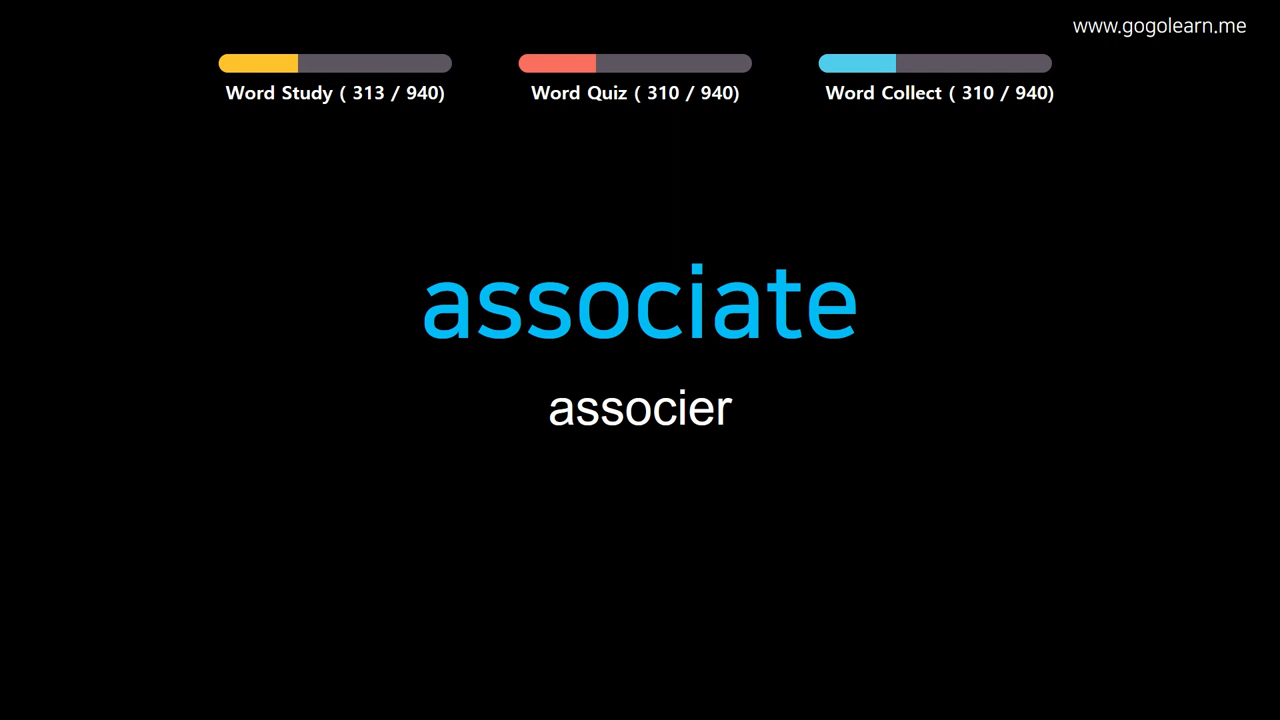 www.gogolearn.me
Word Study ( 313 / 940)
Word Quiz ( 310 / 940)
Word Collect ( 310 / 940)
associate
associer